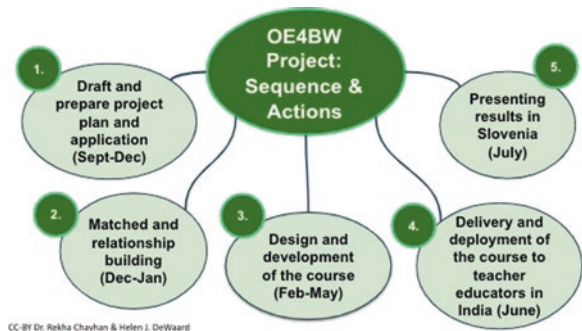 OE4BW
Project:
Sequence &
Actions
1.
Draft and
prepare project
plan and
application
(Sept-Dec)
2.
Matched and
relationship
building
(Dec-Jan)
3.
Design and
development
of the course
(Feb-May)
4.
Delivery and
deployment of
the course to
teacher
educators in
India (June)
5.
Presenting
results in
Slovenia
(July)
CC-BY Dr. Rekha Chavhan & Helen J. DeWaard